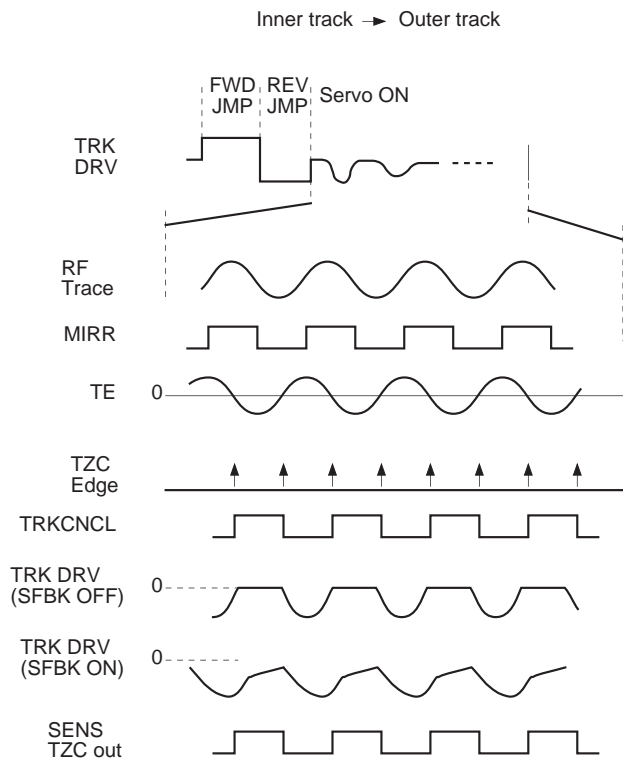 Inner track → Outer track
FWD JMP
REV JMP
Servo ON
TRK
DRV
RF
Trace
MIRR
TE
0
TZC
Edge
TRKCNCL
TRK DRV
(SFBK OFF)
0
TRK DRV
(SFBK ON)
0
SENS
TZC out